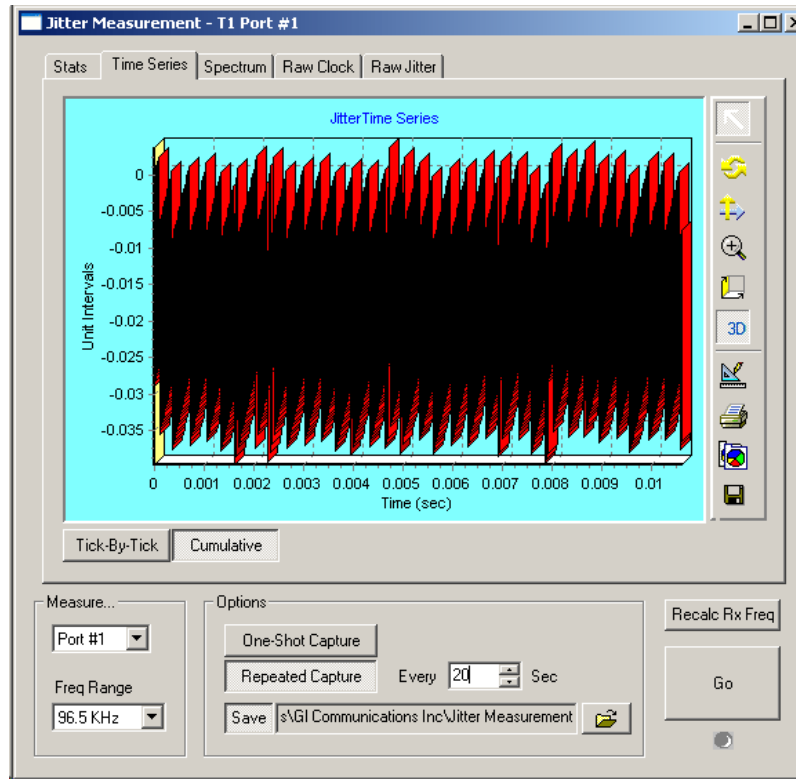 Jitter Measurement - T1 Port #1
Stats Time Series Spectrum Raw Clock Raw Jitter
JitterTime Series
Unit Intervals
0
-0.005
-0.01
-0.015
-0.02
-0.025
-0.03
-0.035
0 0.001 0.002 0.003 0.004 0.005 0.006 0.007 0.008 0.009 0.01
Time (sec)
3D
Tick-By-Tick Cumulative
Measure...
Port #1
Freq Range
96.5 KHz
Options
One-Shot Capture
Repeated Capture Every 20 Sec
Save s\GI Communications Inc\Jitter Measurement
Recalc Rx Freq
Go